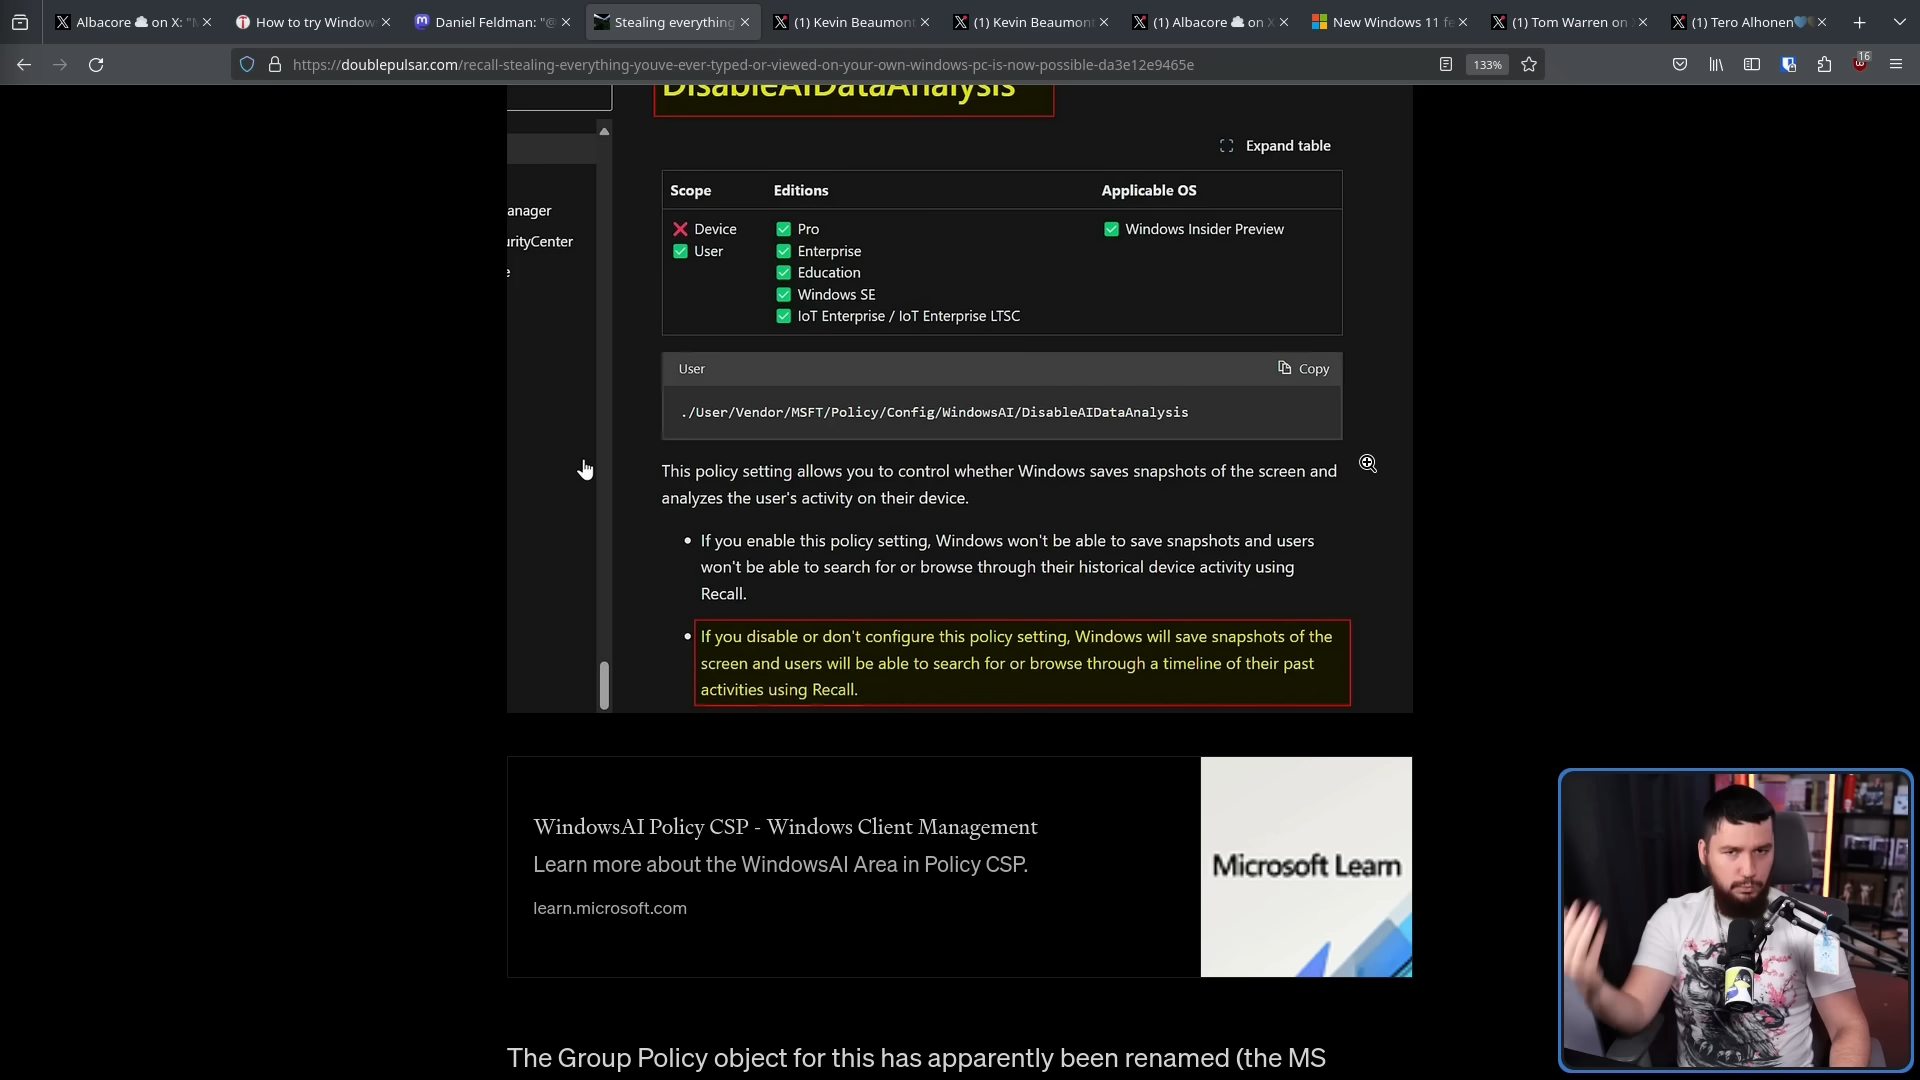 Albacore ☁ on X: "M
How to try Window
Daniel Feldman: "@
Stealing everything
(1) Kevin Beaumont
(1) Kevin Beaumont
(1) Albacore ☁ on X
New Windows 11 fe
(1) Tom Warren on X
(1) Tero Alhonen
https://doublepulsar.com/recall-stealing-everything-youve-ever-typed-or-viewed-on-your-own-windows-pc-is-now-possible-da3e12e9465e
133%
16
DisableAIDataAnalysis
Expand table
anager
urityCenter
e
Scope Editions Applicable OS
❌ Device ✅ Pro ✅ Windows Insider Preview
✅ User ✅ Enterprise
✅ Education
✅ Windows SE
✅ IoT Enterprise / IoT Enterprise LTSC
User Copy
./User/Vendor/MSFT/Policy/Config/WindowsAI/DisableAIDataAnalysis
This policy setting allows you to control whether Windows saves snapshots of the screen and
analyzes the user's activity on their device.
• If you enable this policy setting, Windows won't be able to save snapshots and users
won't be able to search for or browse through their historical device activity using
Recall.
• If you disable or don't configure this policy setting, Windows will save snapshots of the
screen and users will be able to search for or browse through a timeline of their past
activities using Recall.
WindowsAI Policy CSP - Windows Client Management
Learn more about the WindowsAI Area in Policy CSP.
learn.microsoft.com
Microsoft Learn
The Group Policy object for this has apparently been renamed (the MS